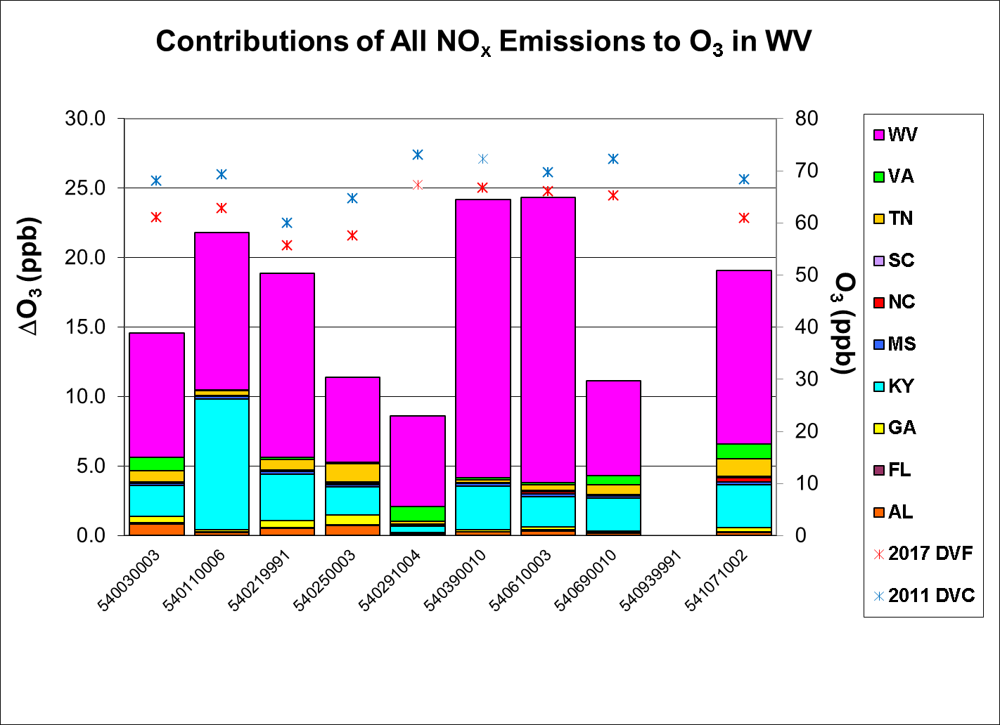 Contributions of All NOx Emissions to O3 in WV
ΔO3 (ppb)
30.0
25.0
20.0
15.0
10.0
5.0
0.0
80
70
60
50
40
30
20
10
0
O3 (ppb)
540030003
540110006
540219991
540250003
540291004
540390010
540610003
540690010
540939991
541071002
WV
VA
TN
SC
NC
MS
KY
GA
FL
AL
2017 DVF
2011 DVC